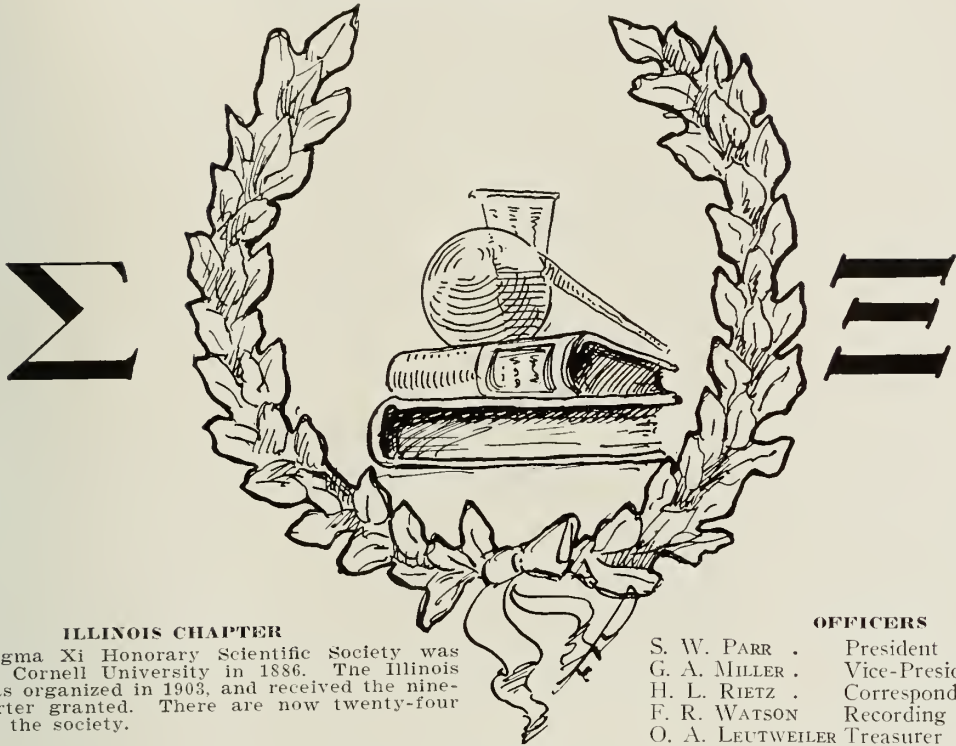 Σ Ξ
ILLINOIS CHAPTER
gma Xi Honorary Scientific Society was
Cornell University in 1886. The Illinois
s organized in 1903, and received the nine-
rter granted. There are now twenty-four
the society.
OFFICERS
S. W. PARR . President
G. A. MILLER . Vice-Presid
H. L. RIETZ . Correspond
F. R. WATSON Recording
O. A. LEUTWEILER Treasurer